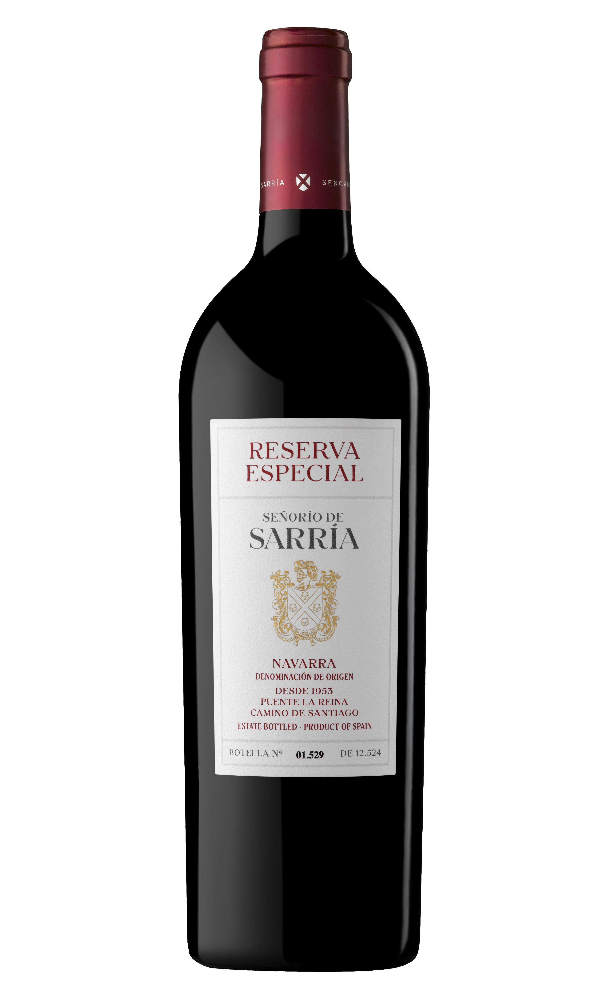 SARRÍA SEÑORÍO
RESERVA
ESPECIAL
SEÑORÍO DE
SARRÍA
NAVARRA
DENOMINACIÓN DE ORIGEN
DESDE 1953
PUENTE LA REINA
CAMINO DE SANTIAGO
ESTATE BOTTLED · PRODUCT OF SPAIN
BOTELLA Nº 01.529 DE 12.524